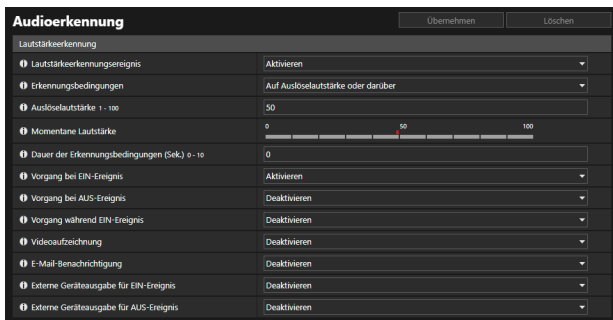 Audioerkennung
Übernehmen
Löschen
Lautstärkeerkennung
Lautstärkeerkennungsereignis Aktivieren
Erkennungsbedingungen Auf Auslöselautstärke oder darüber
Auslöselautstärke 1 - 100 50
0 50 100
Momentane Lautstärke
Dauer der Erkennungsbedingungen (Sek.) 0 - 10 0
Vorgang bei EIN-Ereignis Aktivieren
Vorgang bei AUS-Ereignis Deaktivieren
Vorgang während EIN-Ereignis Deaktivieren
Videoaufzeichnung Deaktivieren
E-Mail-Benachrichtigung Deaktivieren
Externe Geräteausgabe für EIN-Ereignis Deaktivieren
Externe Geräteausgabe für AUS-Ereignis Deaktivieren